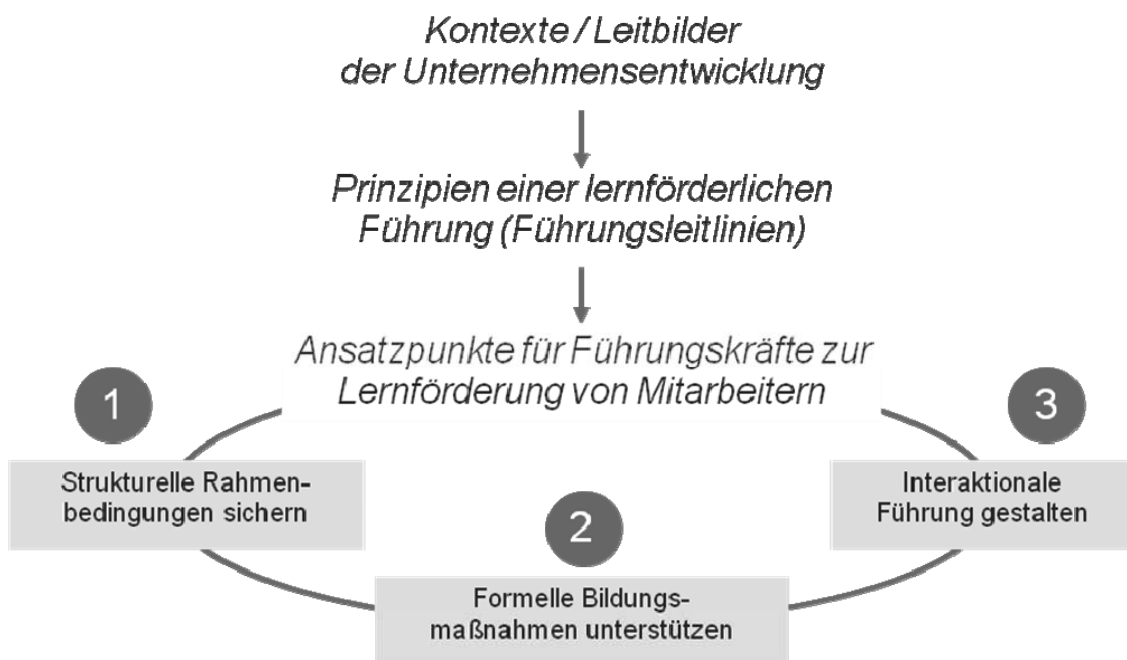 Kontexte / Leitbilder
der Unternehmensentwicklung
Prinzipien einer lernförderlichen
Führung (Führungsleitlinien)
Ansatzpunkte für Führungskräfte zur
Lernförderung von Mitarbeitern
1
Strukturelle Rahmen-
bedingungen sichern
2
Formelle Bildungs-
maßnahmen unterstützen
3
Interaktionale
Führung gestalten